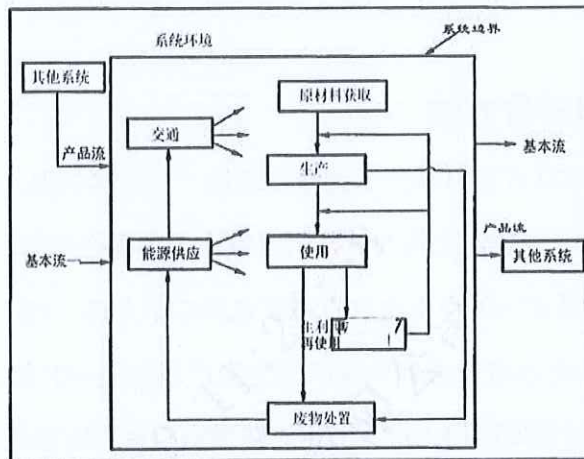 系统环境
系统边界
其他系统
原材料获取
交通
产品流
基本流
生产
产品流
能源供应
使用
其他系统
基本流
再使用
废物处置